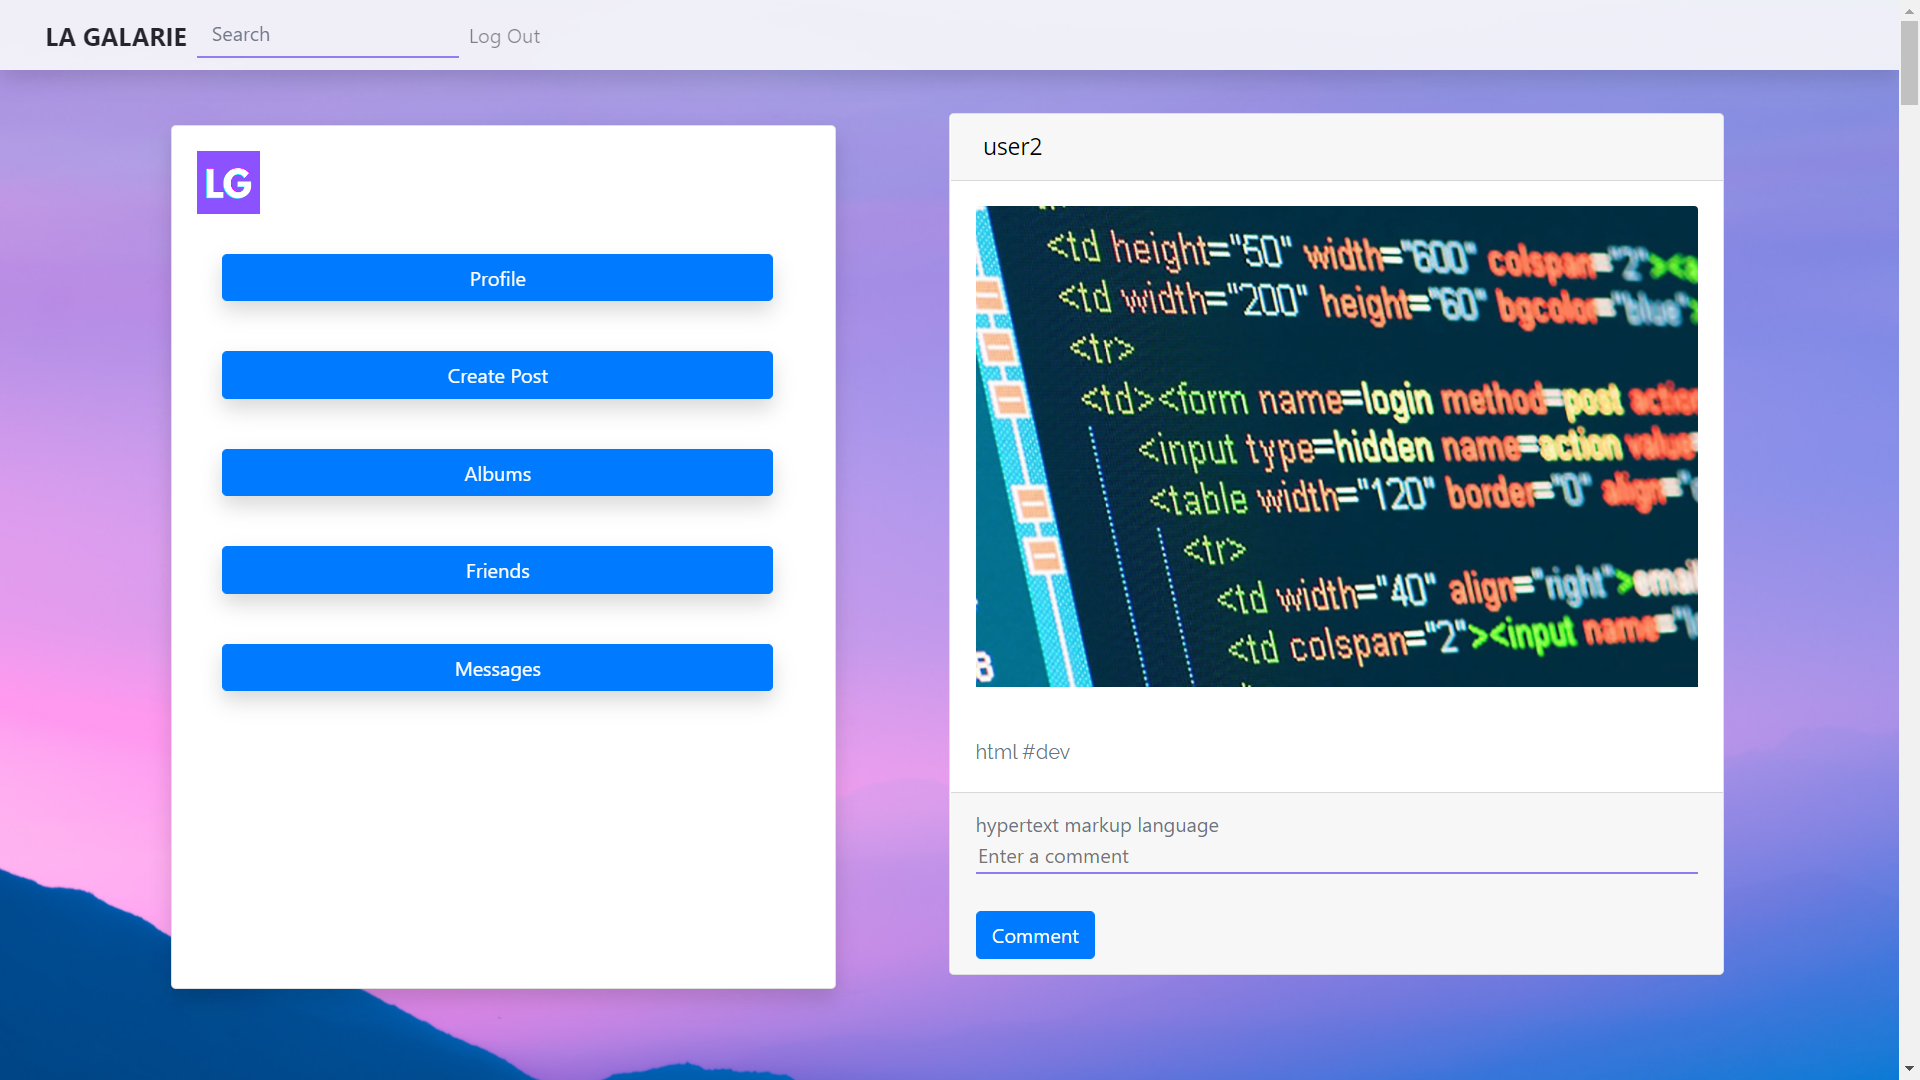 LA GALARIE
Search
Log Out
LG
Profile
Create Post
Albums
Friends
Messages
user2
<td height="50" width="600" colspan="2"><
<td width="200" height="60" bgcolor="blue"
<tr>
<td><form name=login method=post action
<input type=hidden name=action value=
<table width="120" border="0" align="
<tr>
<td width="40" align="right">email
<td colspan="2"><input name="
B
html #dev
hypertext markup language
Enter a comment
Comment